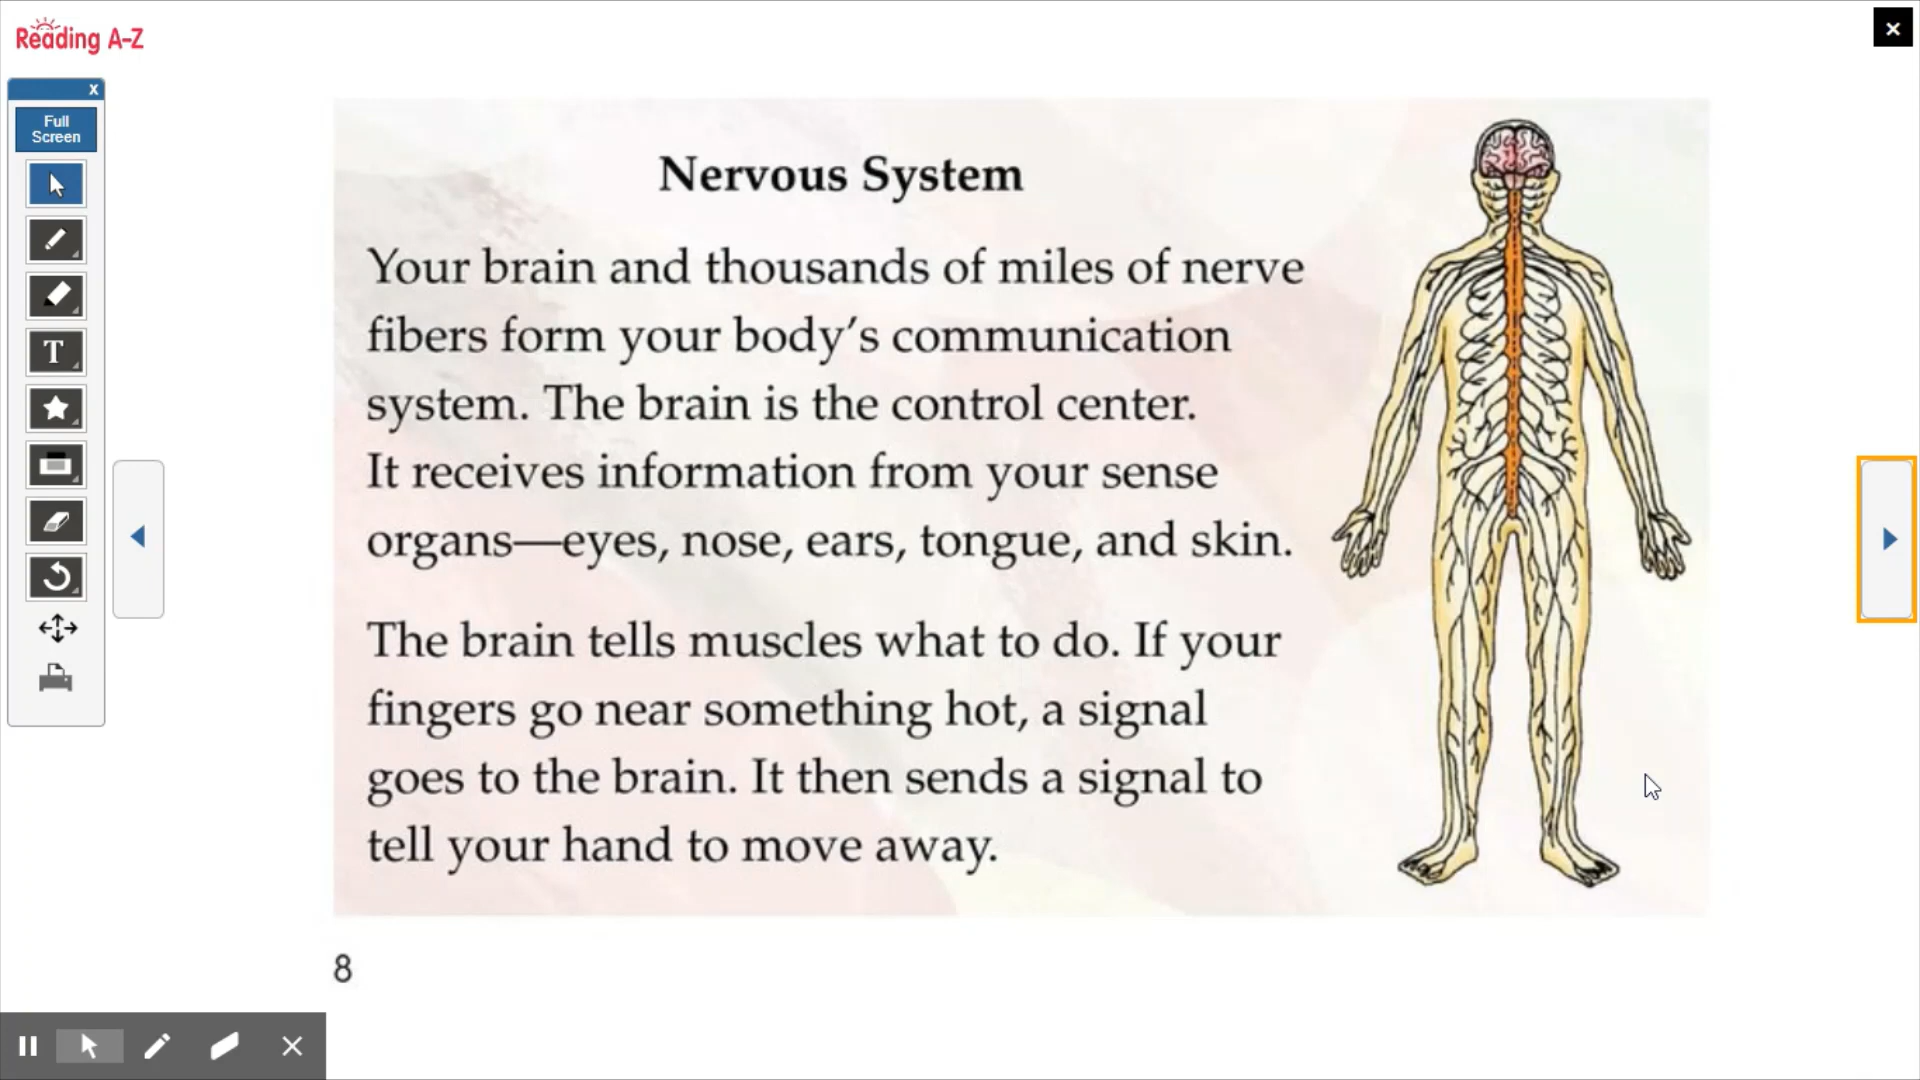 Reading A-Z
x
Full
Screen
T
Nervous System
Your brain and thousands of miles of nerve
fibers form your body’s communication
system. The brain is the control center.
It receives information from your sense
organs—eyes, nose, ears, tongue, and skin.
The brain tells muscles what to do. If your
fingers go near something hot, a signal
goes to the brain. It then sends a signal to
tell your hand to move away.
8